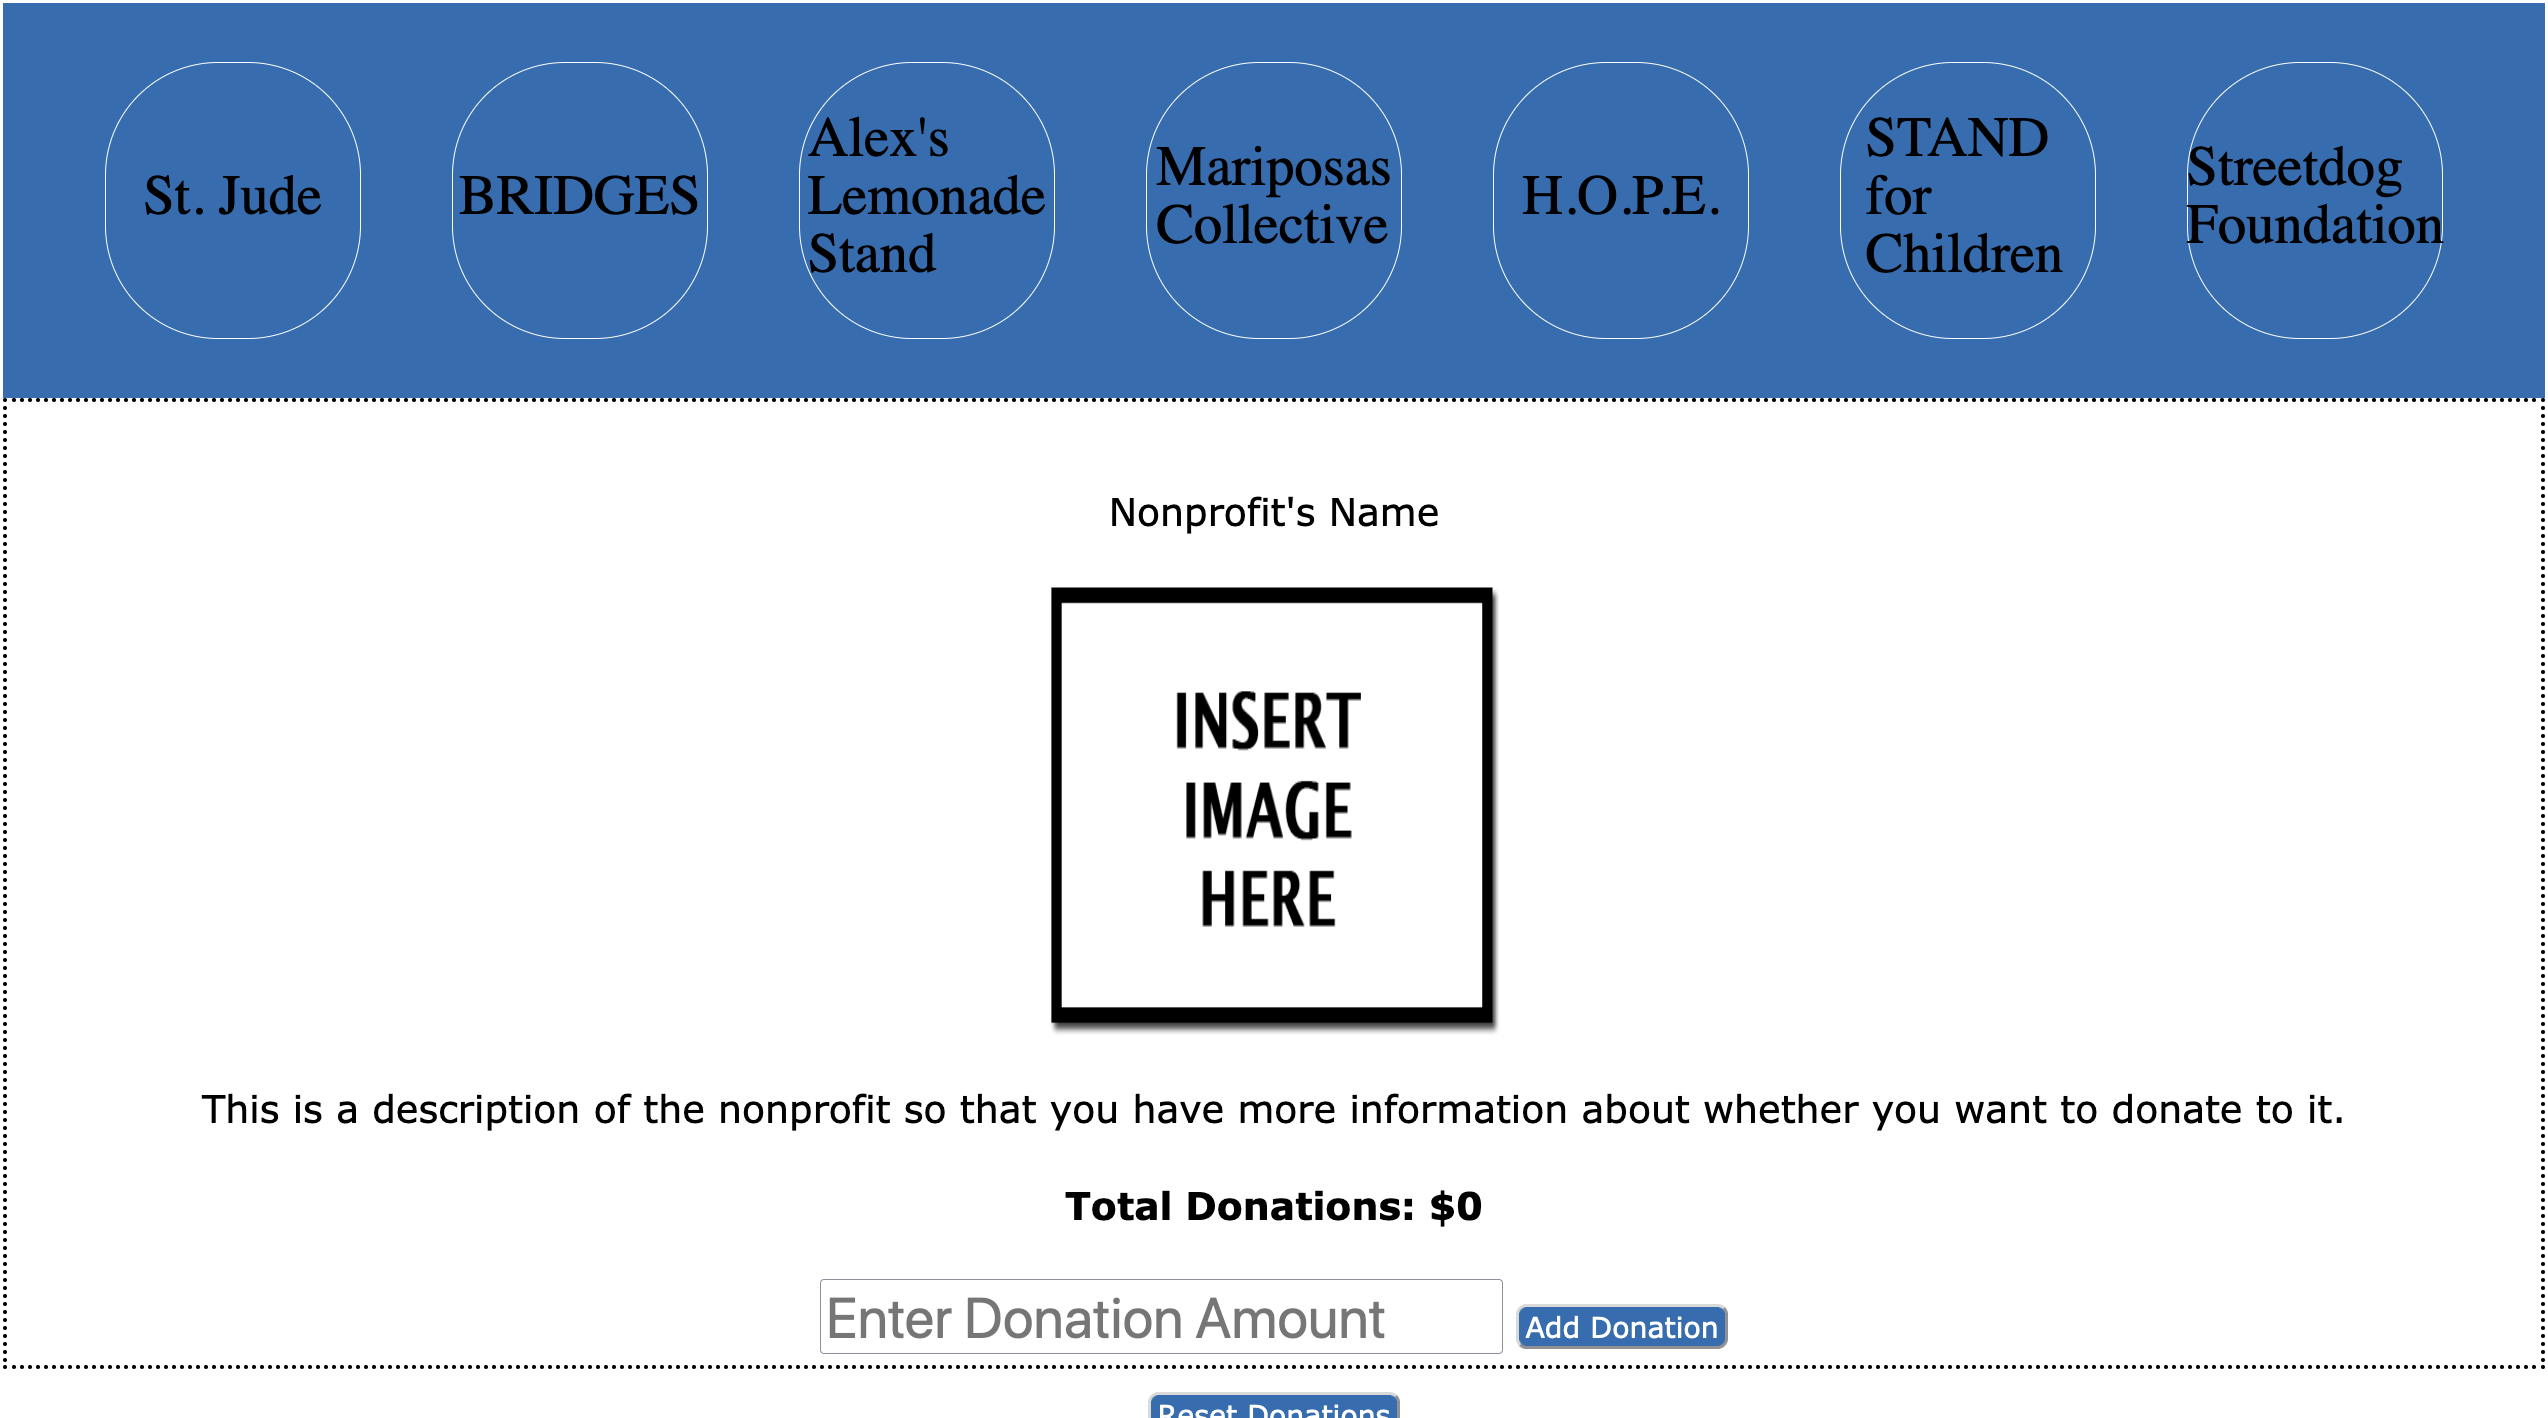 St. Jude
BRIDGES
Alex's
Lemonade
Stand
Mariposas
Collective
H.O.P.E.
STAND
for
Children
Streetdog
Foundation
Nonprofit's Name
INSERT
IMAGE
HERE
This is a description of the nonprofit so that you have more information about whether you want to donate to it.
Total Donations: $0
Enter Donation Amount
Add Donation
Reset Donations